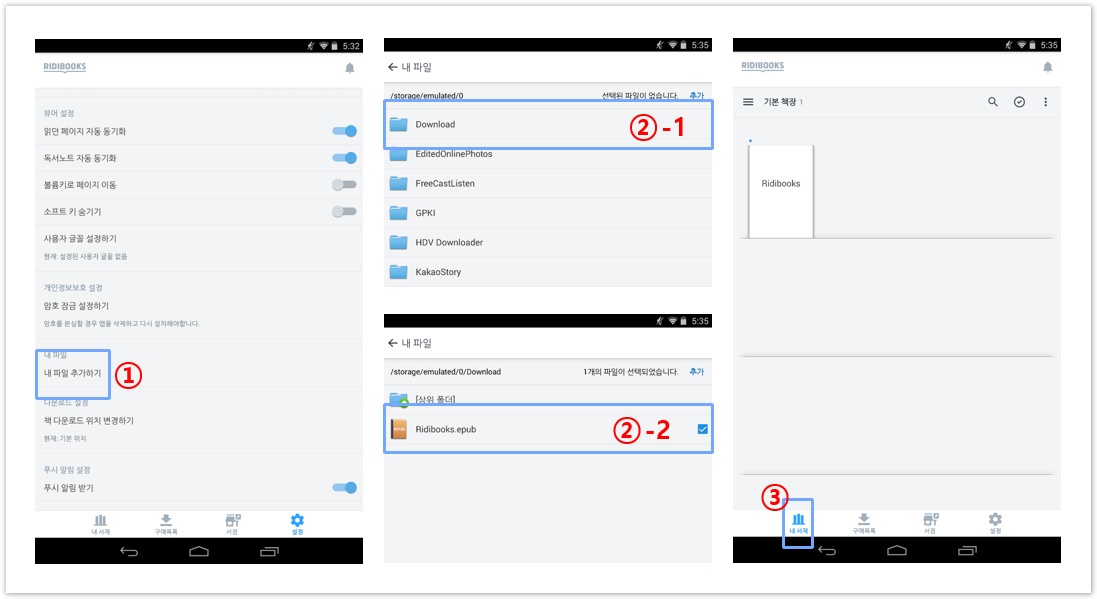 5:32
RIDIBOOKS
뷰어 설정
읽던 페이지 자동 동기화
독서노트 자동 동기화
볼륨키로 페이지 이동
소프트 키 숨기기
사용자 글꼴 설정하기
현재: 설정된 사용자 글꼴 없음
개인정보보호 설정
암호 잠금 설정하기
암호를 분실할 경우 앱을 삭제하고 다시 설치해야합니다.
내 파일
내 파일 추가하기
①
다운로드 설정
책 다운로드 위치 변경하기
현재: 기본 위치
푸시 알림 설정
푸시 알림 받기
내 서재 구매목록 서점 설정
5:35
내 파일
/storage/emulated/0 선택된 파일이 없습니다. 추가
Download
②-1
EditedOnlinePhotos
FreeCastListen
GPKI
HDV Downloader
KakaoStory
5:35
내 파일
/storage/emulated/0/Download 1개의 파일이 선택되었습니다. 추가
[상위 폴더]
EPUB
Ridibooks.epub
②-2
5:35
RIDIBOOKS
기본 책장 1
Ridibooks
③
내 서재 구매목록 서점 설정